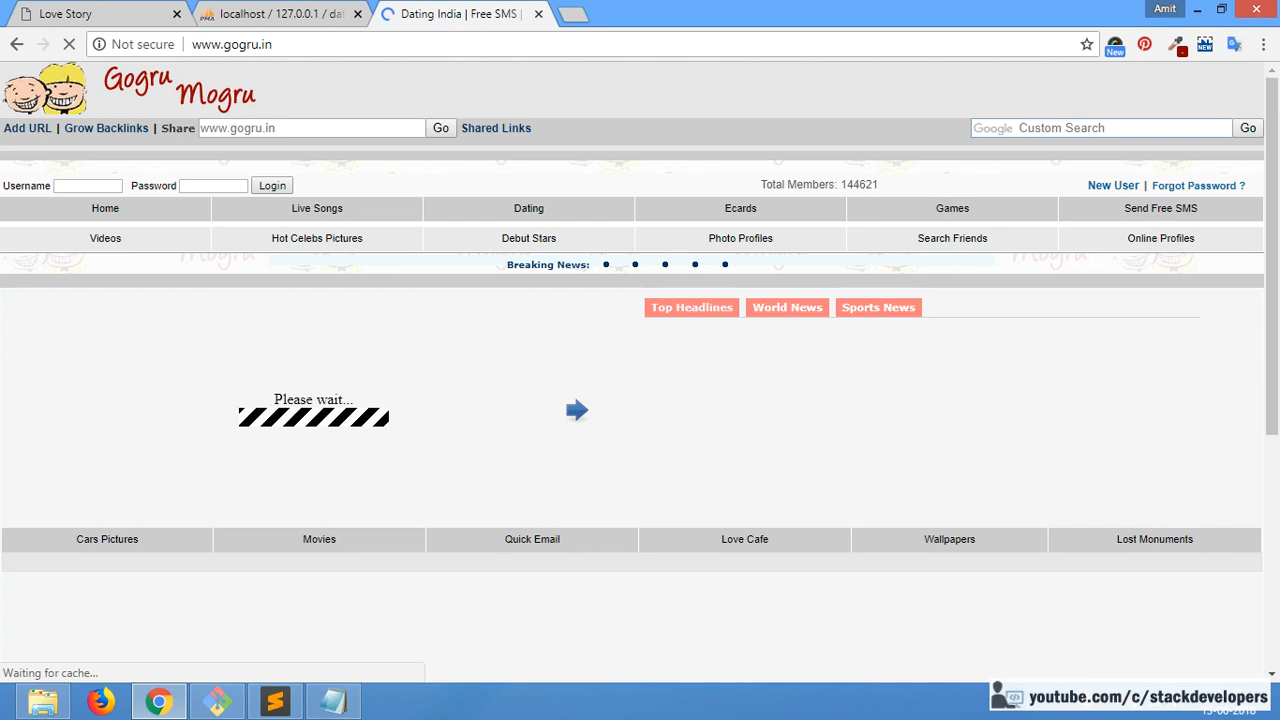 Love Story
localhost / 127.0.0.1 / dat
Dating India | Free SMS |
Amit
Not secure
www.gogru.in
New
NEW
Gogru
Mogru
Add URL | Grow Backlinks | Share www.gogru.in Go Shared Links
Google Custom Search Go
Username Password Login
Total Members: 144621
New User | Forgot Password ?
Home Live Songs Dating Ecards Games Send Free SMS
Videos Hot Celebs Pictures Debut Stars Photo Profiles Search Friends Online Profiles
Breaking News:
Top Headlines World News Sports News
Please wait...
Cars Pictures Movies Quick Email Love Cafe Wallpapers Lost Monuments
Waiting for cache...
youtube.com/c/stackdevelopers